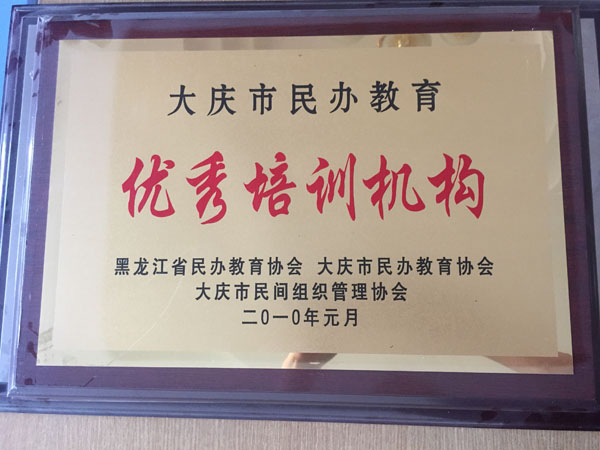 大庆市民办教育
优秀培训机构
黑龙江省民办教育协会 大庆市民办教育协会
大庆市民间组织管理协会
二0一0年元月